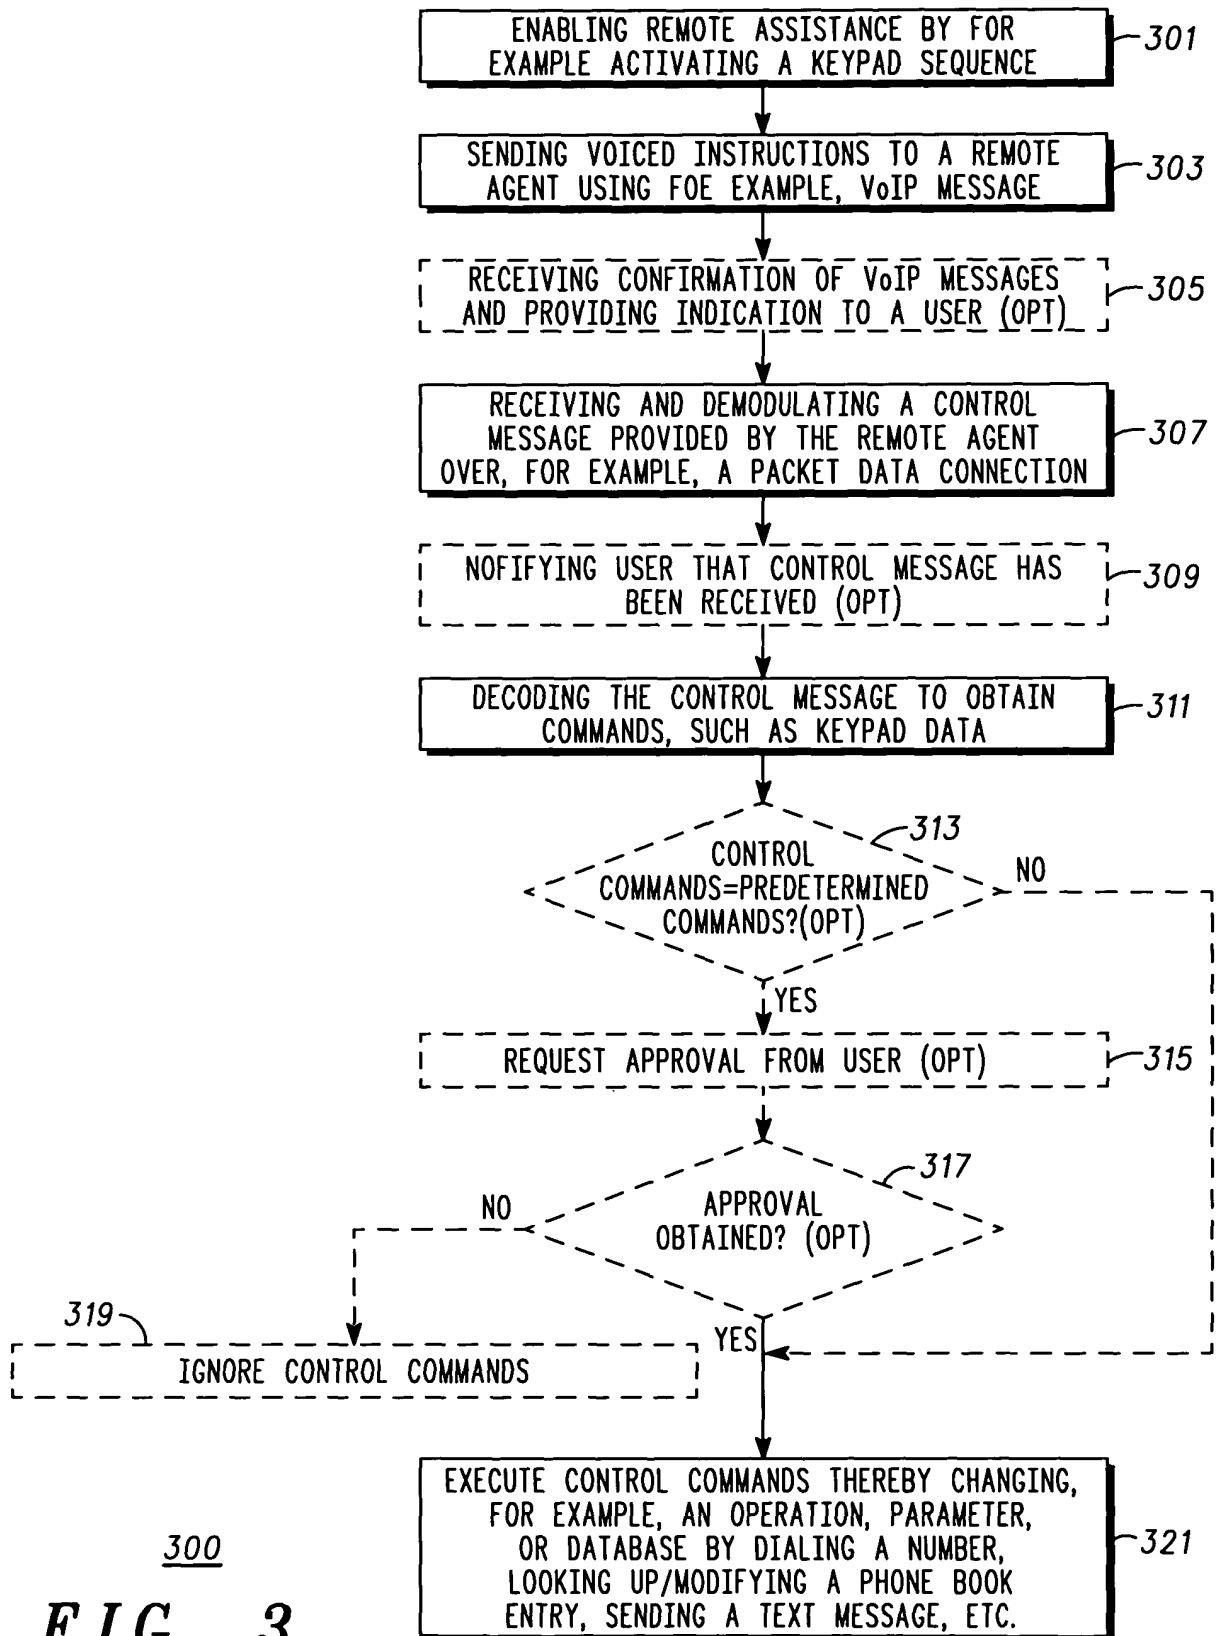 ENABLING REMOTE ASSISTANCE BY FOR
EXAMPLE ACTIVATING A KEYPAD SEQUENCE
301
SENDING VOICED INSTRUCTIONS TO A REMOTE
AGENT USING FOE EXAMPLE, VoIP MESSAGE
303
RECEIVING CONFIRMATION OF VoIP MESSAGES
AND PROVIDING INDICATION TO A USER (OPT)
305
RECEIVING AND DEMODULATING A CONTROL
MESSAGE PROVIDED BY THE REMOTE AGENT
OVER, FOR EXAMPLE, A PACKET DATA CONNECTION
307
NOFIFYING USER THAT CONTROL MESSAGE HAS
BEEN RECEIVED (OPT)
309
DECODING THE CONTROL MESSAGE TO OBTAIN
COMMANDS, SUCH AS KEYPAD DATA
311
313
CONTROL
COMMANDS=PREDETERMINED
COMMANDS?(OPT)
NO
YES
REQUEST APPROVAL FROM USER (OPT)
315
317
APPROVAL
OBTAINED? (OPT)
NO
YES
319
IGNORE CONTROL COMMANDS
EXECUTE CONTROL COMMANDS THEREBY CHANGING,
FOR EXAMPLE, AN OPERATION, PARAMETER,
OR DATABASE BY DIALING A NUMBER,
LOOKING UP/MODIFYING A PHONE BOOK
ENTRY, SENDING A TEXT MESSAGE, ETC.
321
300
FIG. 3